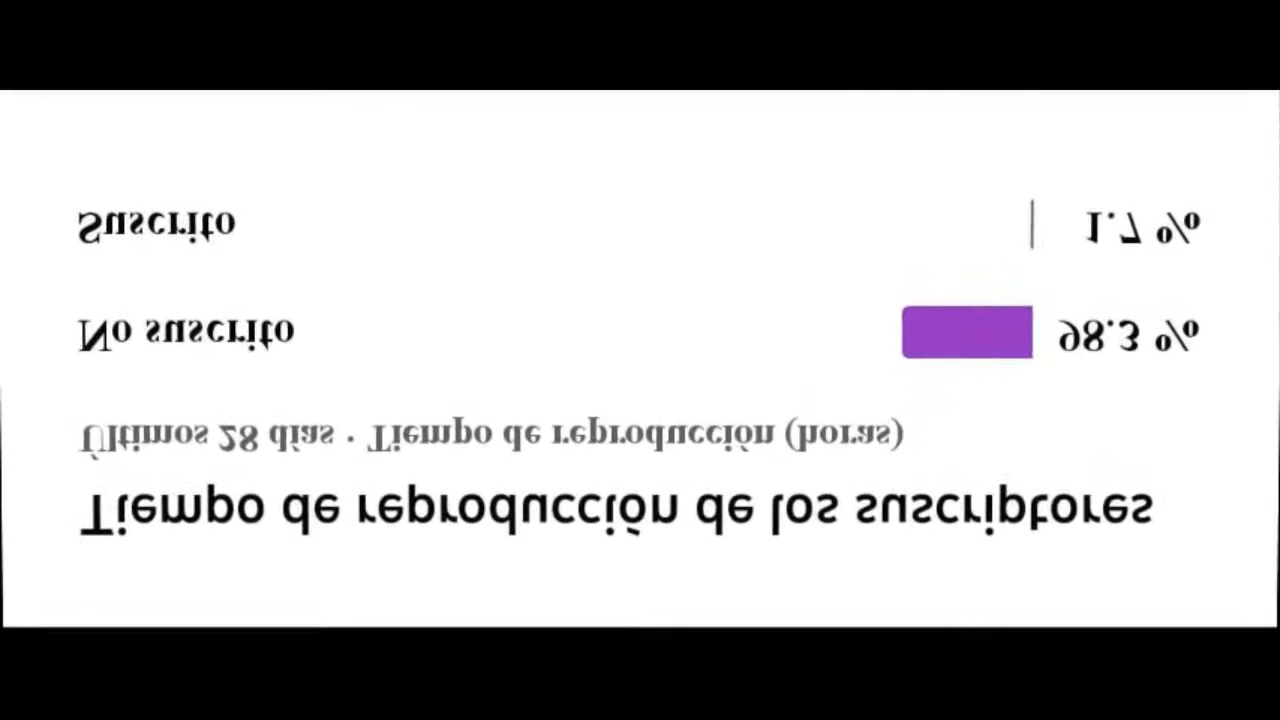 Tiempo de reproducción de los suscriptores
Últimos 28 días · Tiempo de reproducción (horas)
No suscrito 98.3 %
Suscrito 1.7 %